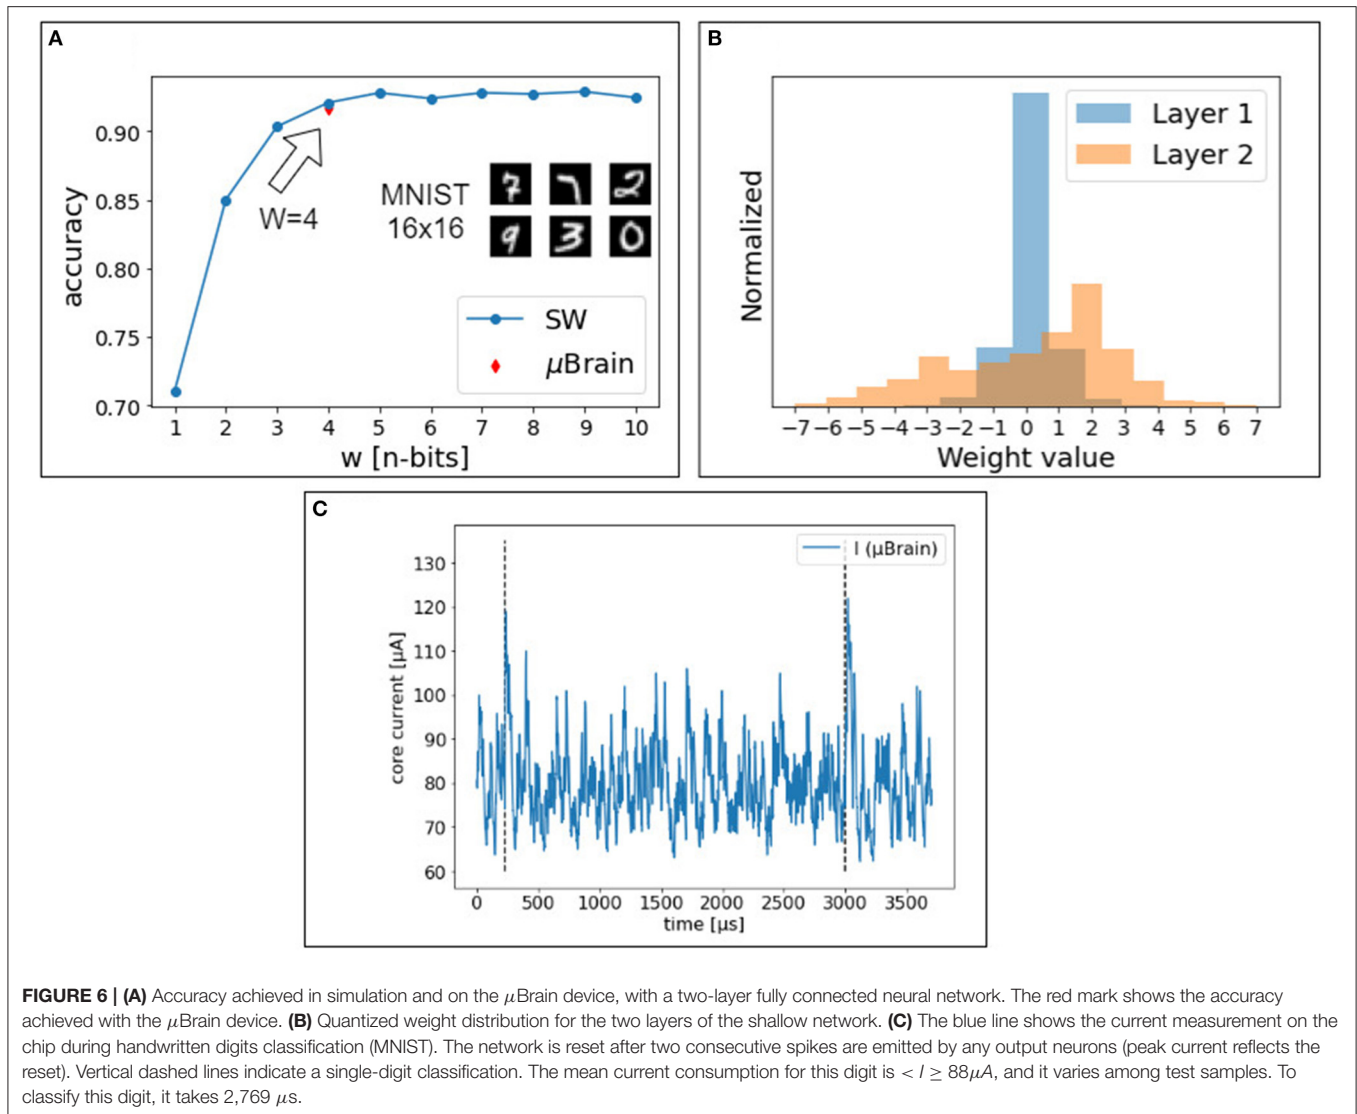 A
accuracy
0.90
0.85
0.80
0.75
0.70
W=4
MNIST
16x16
SW
μBrain
1 2 3 4 5 6 7 8 9 10
w [n-bits]
B
Normalized
Layer 1
Layer 2
−7 −6 −5 −4 −3 −2 −1 0 1 2 3 4 5 6 7
Weight value
C
core current [μA]
130
120
110
100
90
80
70
60
I (μBrain)
0 500 1000 1500 2000 2500 3000 3500
time [μs]
FIGURE 6 | (A) Accuracy achieved in simulation and on the μBrain device, with a two-layer fully connected neural network. The red mark shows the accuracy
achieved with the μBrain device. (B) Quantized weight distribution for the two layers of the shallow network. (C) The blue line shows the current measurement on the
chip during handwritten digits classification (MNIST). The network is reset after two consecutive spikes are emitted by any output neurons (peak current reflects the
reset). Vertical dashed lines indicate a single-digit classification. The mean current consumption for this digit is < I ≥ 88μA, and it varies among test samples. To
classify this digit, it takes 2,769 μs.